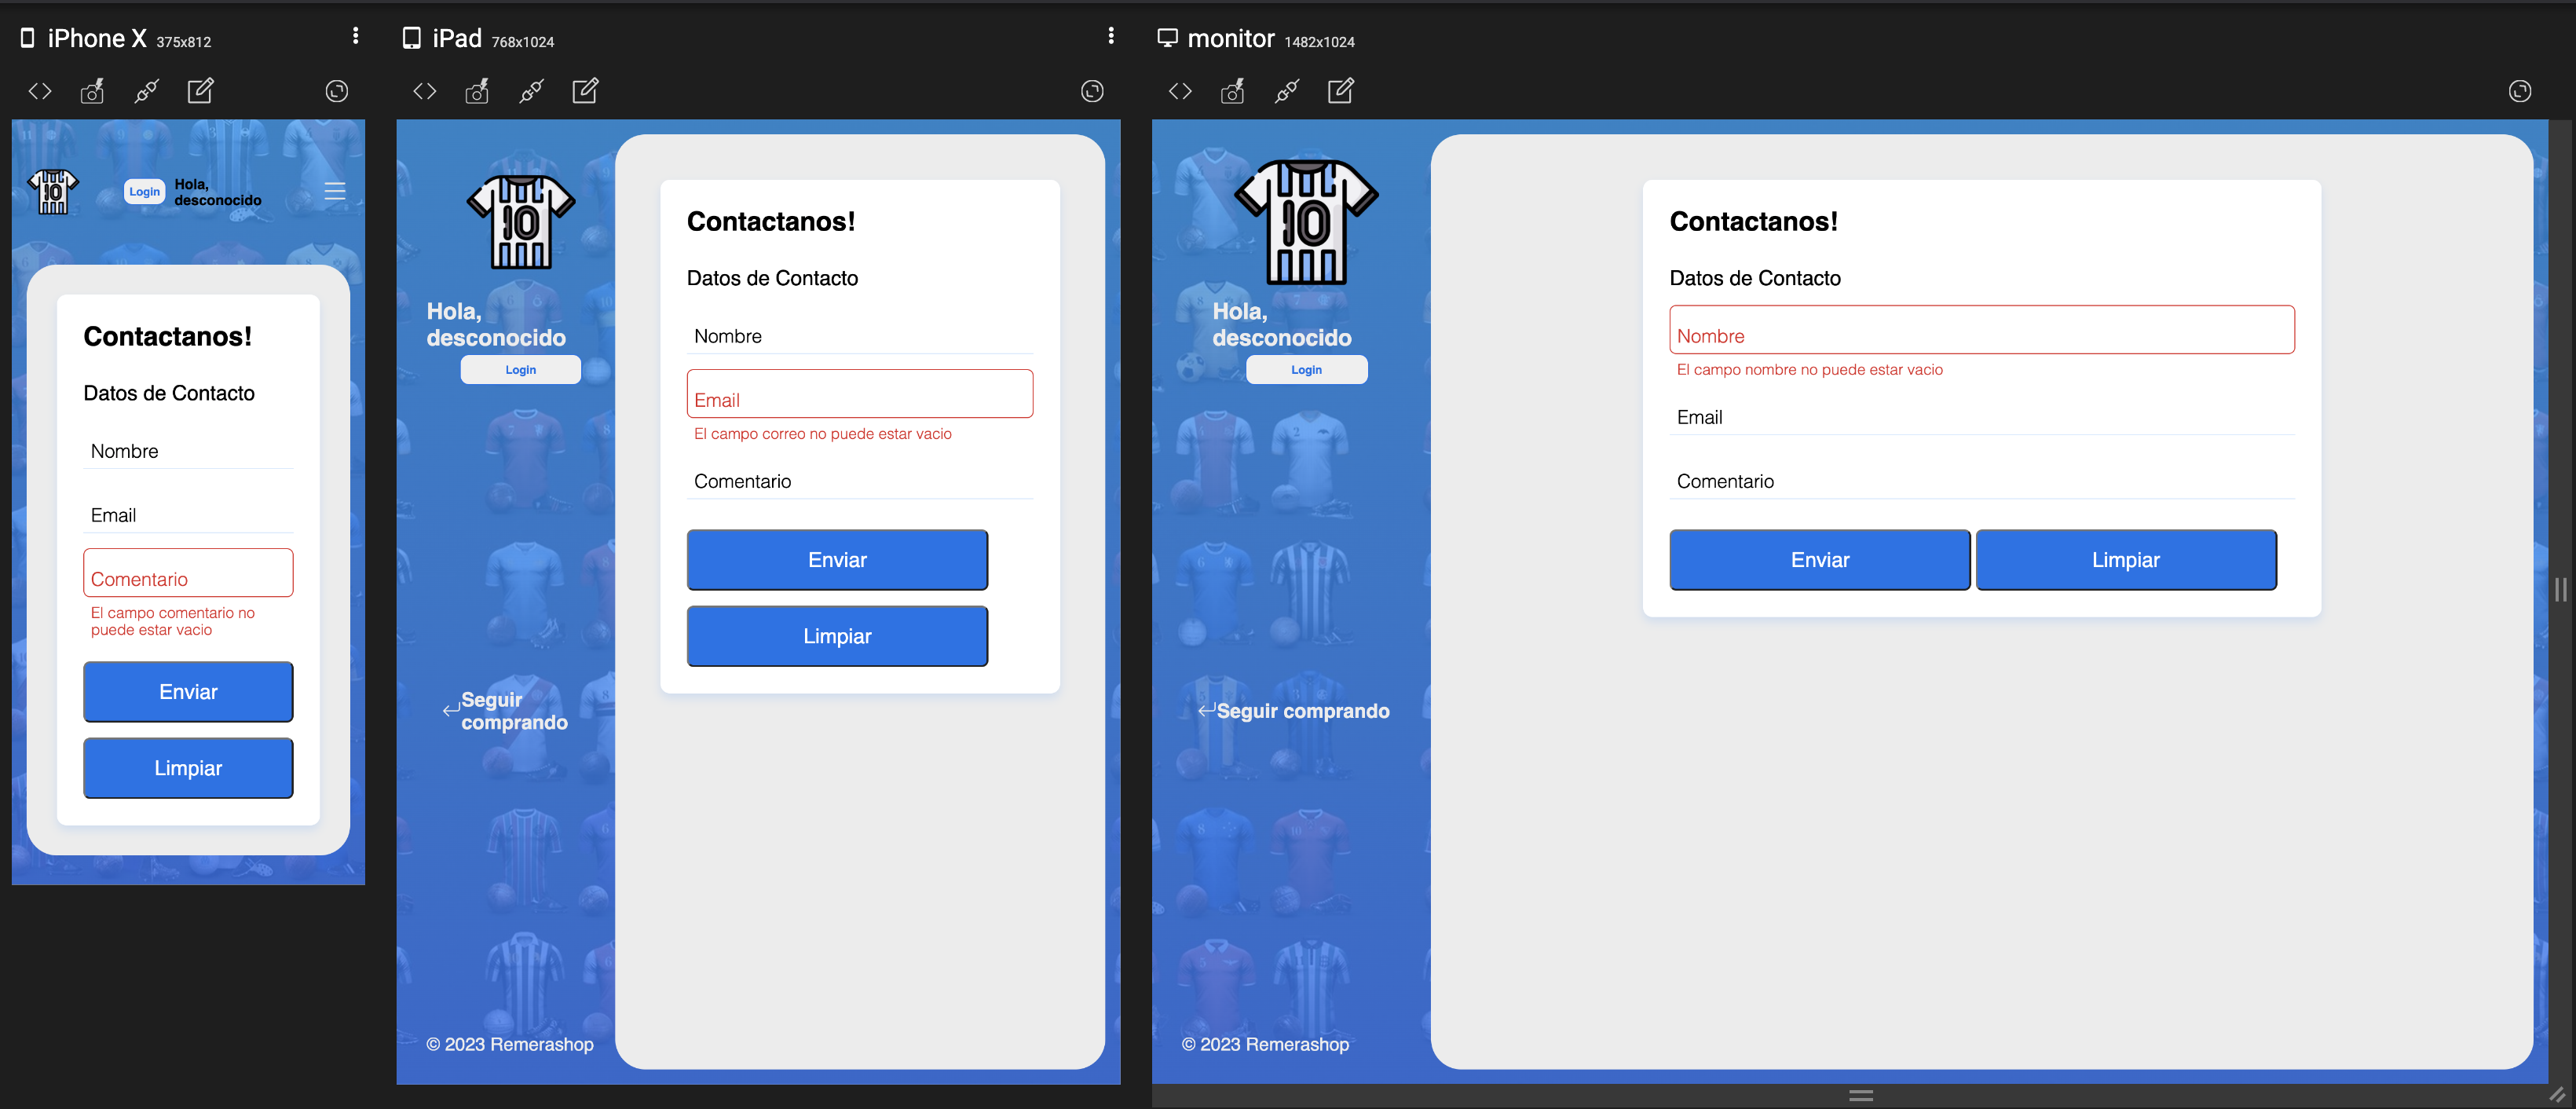 iPhone X 375x812
Login
Hola,
desconocido
10
Contactanos!
Datos de Contacto
Nombre
Email
Comentario
El campo comentario no
puede estar vacio
Enviar
Limpiar
iPad 768x1024
10
Hola,
desconocido
Login
Seguir
comprando
© 2023 Remerashop
Contactanos!
Datos de Contacto
Nombre
Email
El campo correo no puede estar vacio
Comentario
Enviar
Limpiar
monitor 1482x1024
10
Hola,
desconocido
Login
Seguir comprando
© 2023 Remerashop
Contactanos!
Datos de Contacto
Nombre
El campo nombre no puede estar vacio
Email
Comentario
Enviar Limpiar